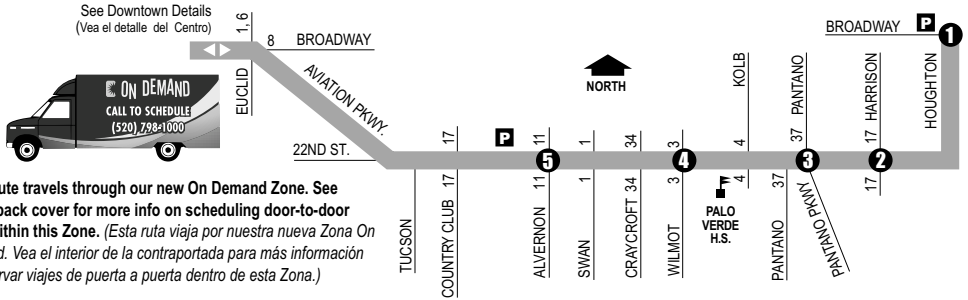 See Downtown Details
(Vea el detalle del Centro)
1, 6
8 BROADWAY
EUCLID
AVIATION PKWY.
ON DEMAND
CALL TO SCHEDULE
(520) 798-1000
22ND ST.
NORTH
BROADWAY P 1
HOUGHTON
KOLB
PANTANO
HARRISON
17
P
11
1
34
3
4
37
17
5
4
3
2
17
11
1
34
3
4
37
17
TUCSON
COUNTRY CLUB
ALVERNON
SWAN
CRAYCROFT
WILMOT
PALO
VERDE
H.S.
PANTANO
PANTANO PKWY
ute travels through our new On Demand Zone. See
back cover for more info on scheduling door-to-door
ithin this Zone. (Esta ruta viaja por nuestra nueva Zona On
d. Vea el interior de la contraportada para más información
rvar viajes de puerta a puerta dentro de esta Zona.)